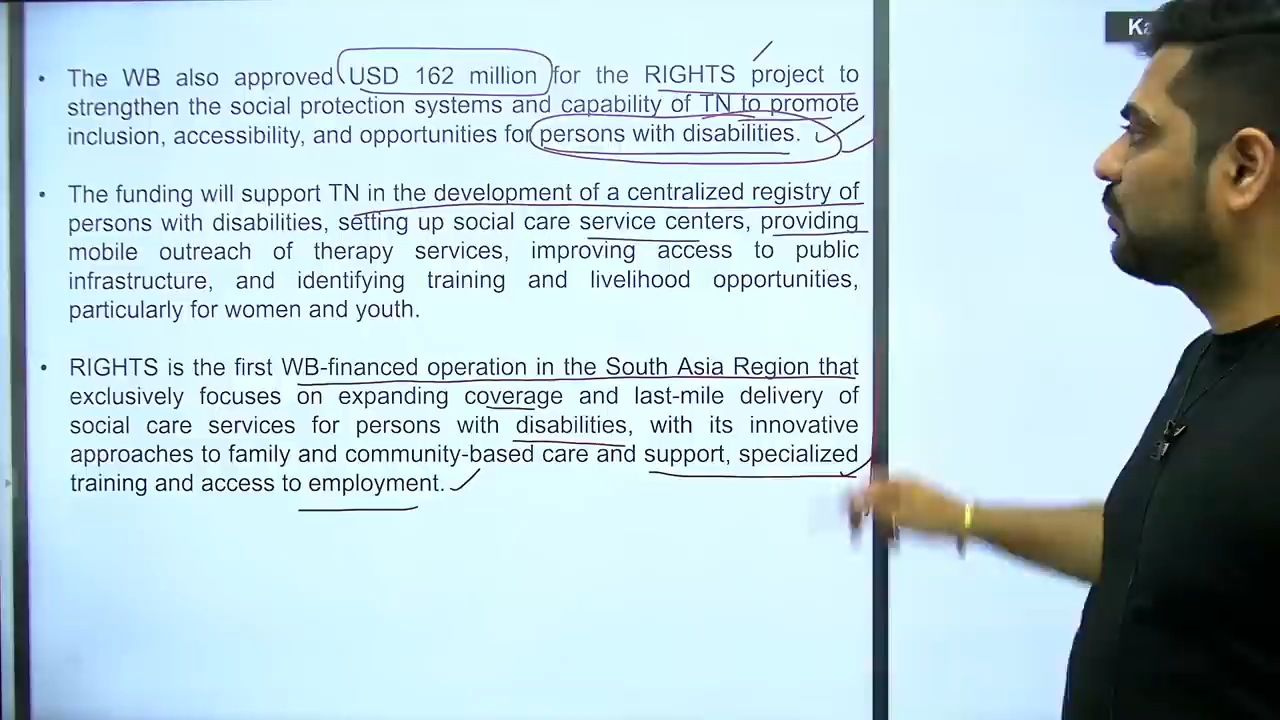 Ka
• The WB also approved USD 162 million for the RIGHTS project to
strengthen the social protection systems and capability of TN to promote
inclusion, accessibility, and opportunities for persons with disabilities.
• The funding will support TN in the development of a centralized registry of
persons with disabilities, setting up social care service centers, providing
mobile outreach of therapy services, improving access to public
infrastructure, and identifying training and livelihood opportunities,
particularly for women and youth.
• RIGHTS is the first WB-financed operation in the South Asia Region that
exclusively focuses on expanding coverage and last-mile delivery of
social care services for persons with disabilities, with its innovative
approaches to family and community-based care and support, specialized
training and access to employment.